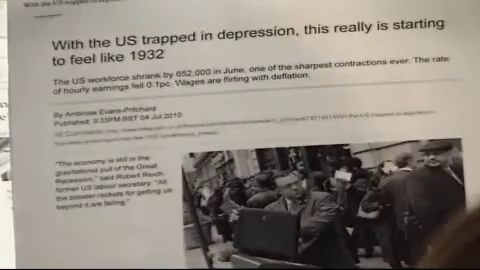 With the US trapped in depression, this really is starting
to feel like 1932
The US workforce shrank by 652,000 in June, one of the sharpest contractions ever. The rate
of hourly earnings fell 0.1pc. Wages are flirting with deflation.
By Ambrose Evans-Pritchard
Published: 9:33PM BST 04 Jul 2010
Comments
"The economy is still in the
gravitational pull of the Great
Recession," said Robert Reich,
former US labour secretary. "All
the booster rockets for getting us
beyond it are failing."